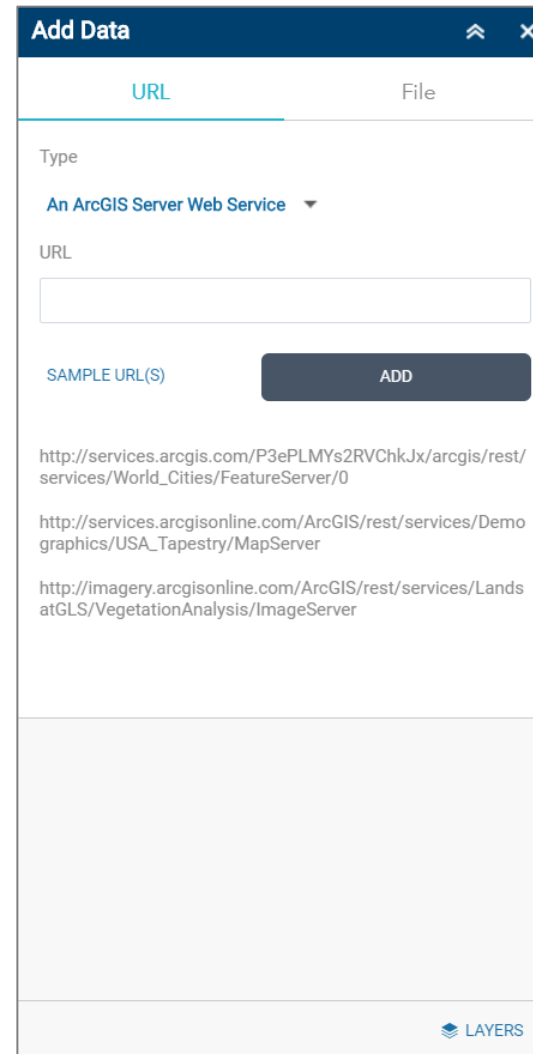 Add Data
URL
File
Type
An ArcGIS Server Web Service
URL
SAMPLE URL(S)
ADD
http://services.arcgis.com/P3ePLMYs2RVChkJx/arcgis/rest/
services/World_Cities/FeatureServer/0
http://services.arcgisonline.com/ArcGIS/rest/services/Demo
graphics/USA_Tapestry/MapServer
http://imagery.arcgisonline.com/ArcGIS/rest/services/Lands
atGLS/VegetationAnalysis/ImageServer
LAYERS